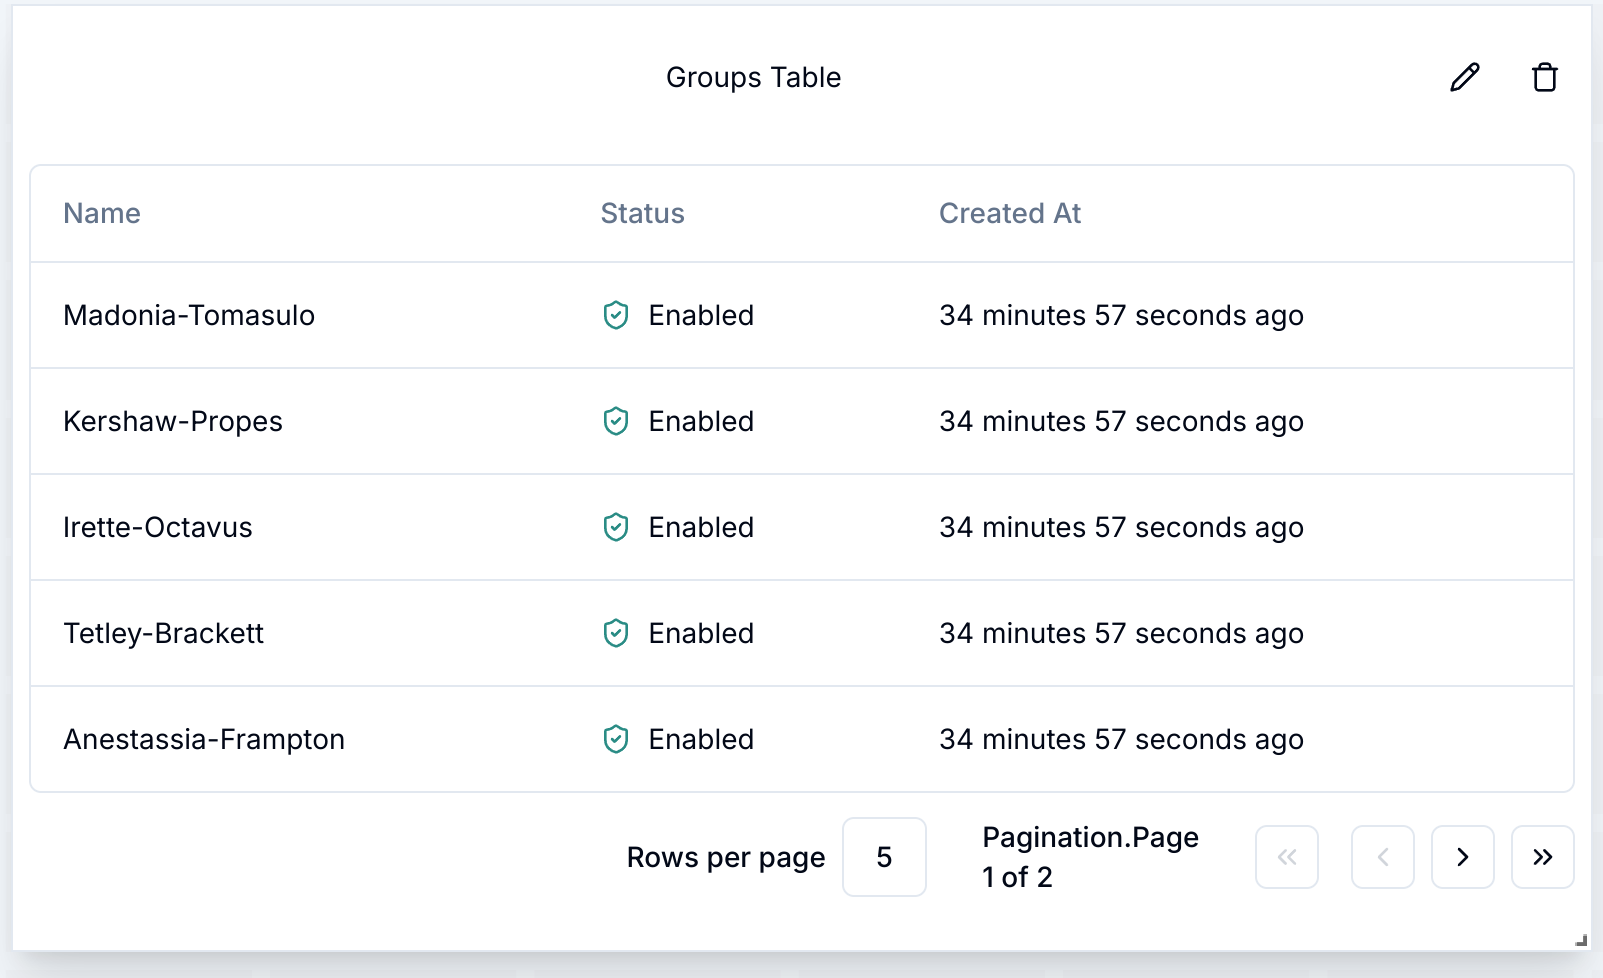 Groups Table
Name Status Created At
Madonia-Tomasulo Enabled 34 minutes 57 seconds ago
Kershaw-Propes Enabled 34 minutes 57 seconds ago
Irette-Octavus Enabled 34 minutes 57 seconds ago
Tetley-Brackett Enabled 34 minutes 57 seconds ago
Anestassia-Frampton Enabled 34 minutes 57 seconds ago
Rows per page 5
Pagination.Page
1 of 2